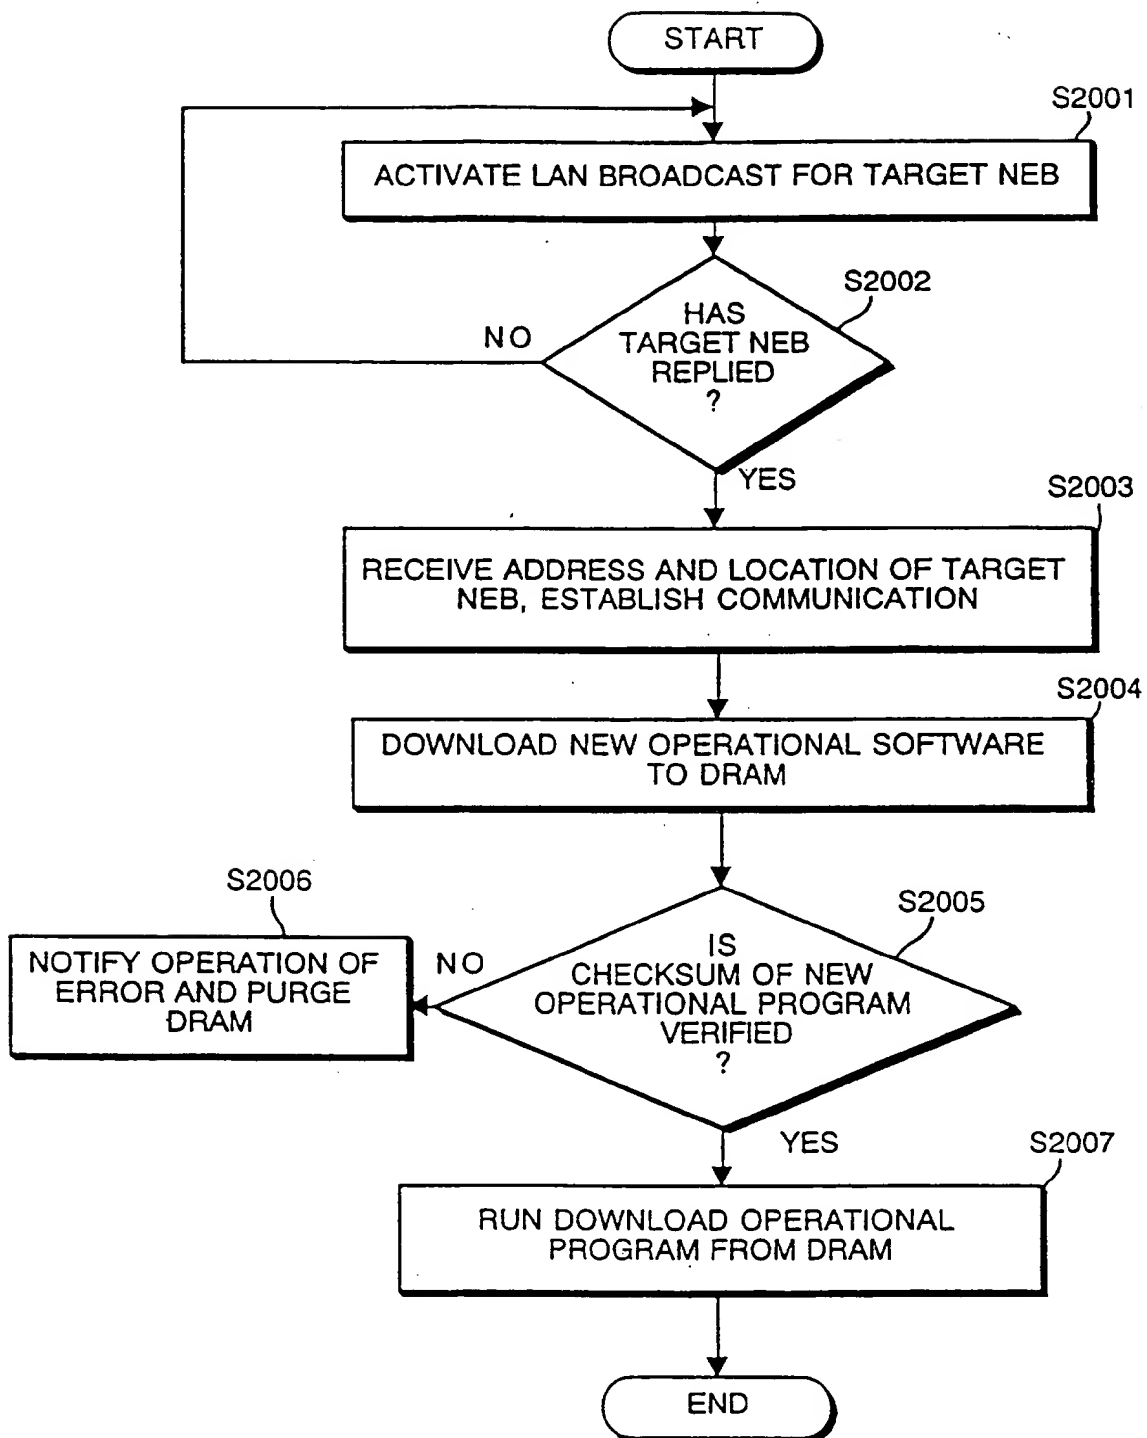 START
S2001
ACTIVATE LAN BROADCAST FOR TARGET NEB
S2002
HAS
TARGET NEB
REPLIED
?
NO
YES
S2003
RECEIVE ADDRESS AND LOCATION OF TARGET
NEB, ESTABLISH COMMUNICATION
S2004
DOWNLOAD NEW OPERATIONAL SOFTWARE
TO DRAM
S2005
IS
CHECKSUM OF NEW
OPERATIONAL PROGRAM
VERIFIED
?
NO
S2006
NOTIFY OPERATION OF
ERROR AND PURGE
DRAM
YES
S2007
RUN DOWNLOAD OPERATIONAL
PROGRAM FROM DRAM
END